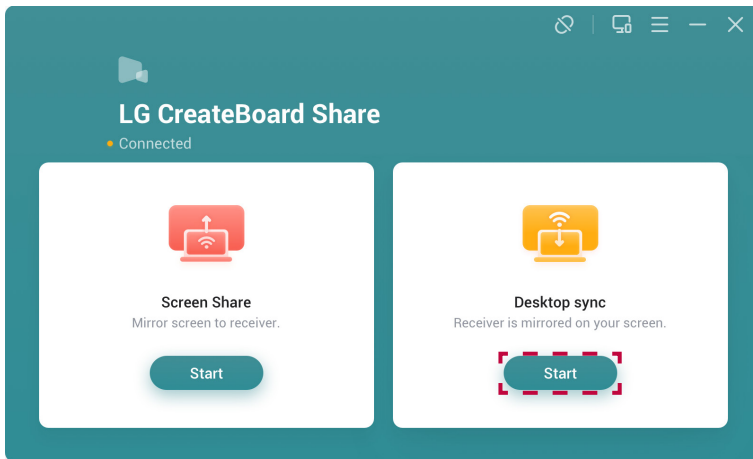 LG CreateBoard Share
Connected
Screen Share
Mirror screen to receiver.
Start
Desktop sync
Receiver is mirrored on your screen.
Start